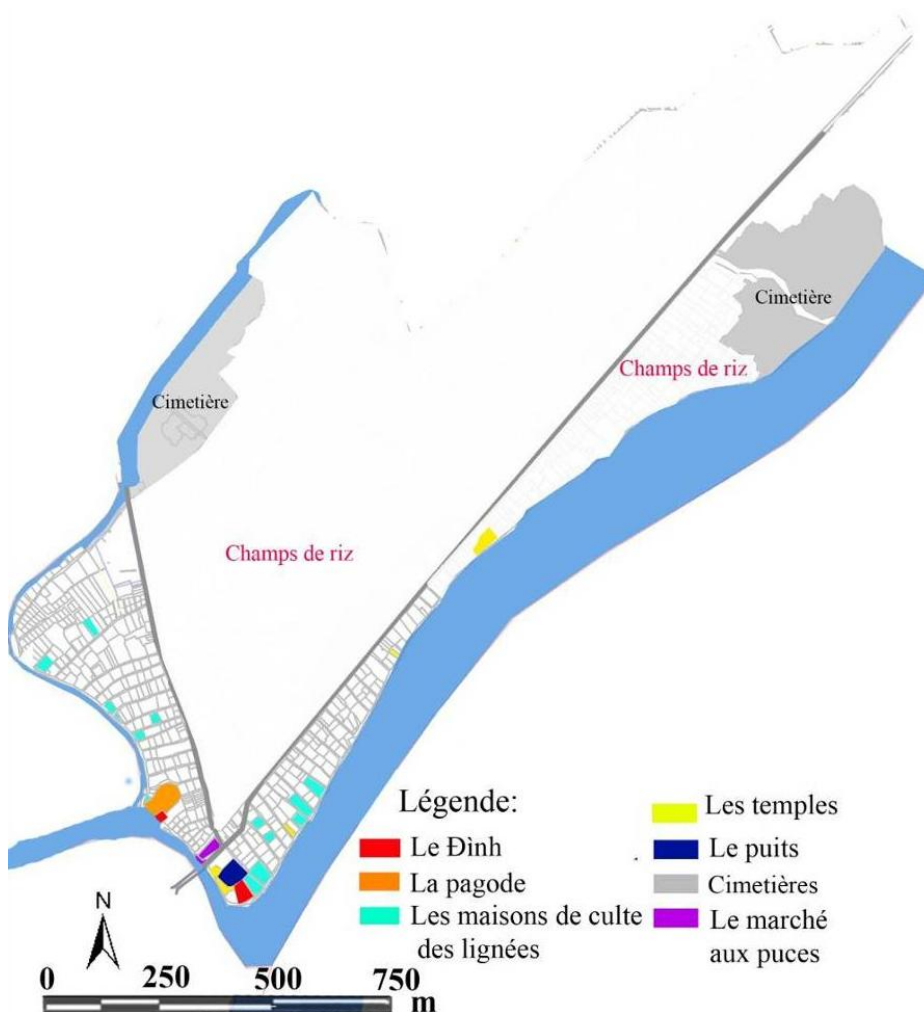 Cimetière
Champs de riz
Cimetière
Champs de riz
Légende:
Le Đình
La pagode
Les maisons de culte
des lignées
Les temples
Le puits
Cimetières
Le marché
aux puces
N
0 250 500 750
m